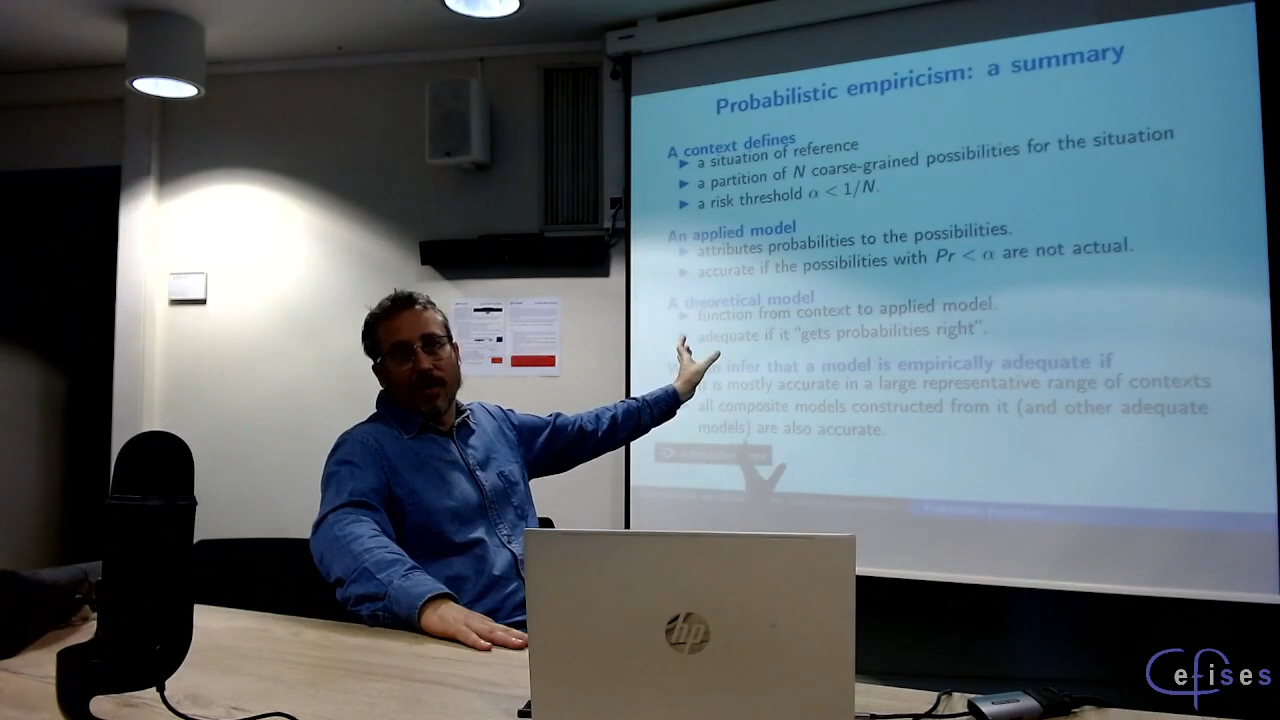 Probabilistic empiricism: a summary
A context defines
a situation of reference
a partition of N coarse-grained possibilities for the situation
a risk threshold α < 1/N.
An applied model
attributes probabilities to the possibilities.
accurate if the possibilities with Pr < α are not actual.
A theoretical model
function from context to applied model.
adequate if it "gets probabilities right".
infer that a model is empirically adequate if
is mostly accurate in a large representative range of contexts
all composite models constructed from it (and other adequate
models) are also accurate.
hp
Cefises